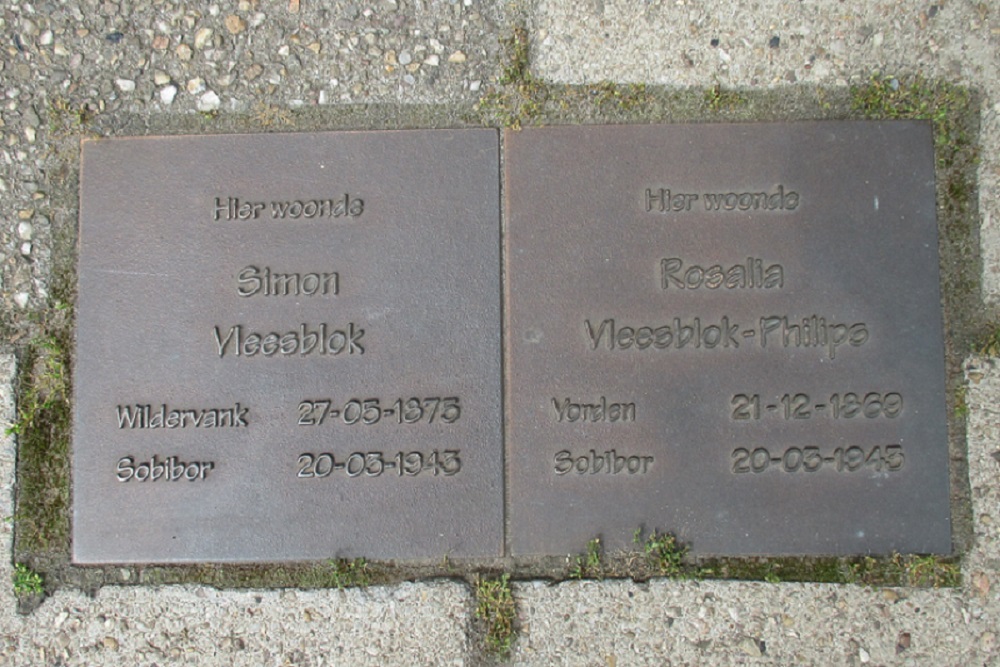 Hier woonde
Simon
Vleesblok
Wildervank 27-05-1875
Sobibor 20-03-1943
Hier woonde
Rosalia
Vleesblok-Philips
Vorden 21-12-1869
Sobibor 20-03-1943